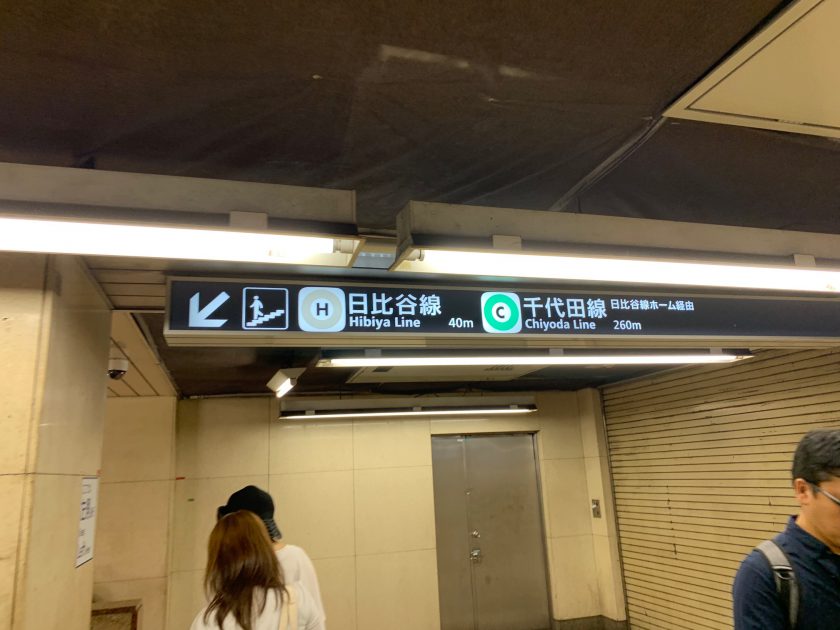 H 日比谷線
Hibiya Line 40m
C 千代田線 日比谷線ホーム経由
Chiyoda Line 260m